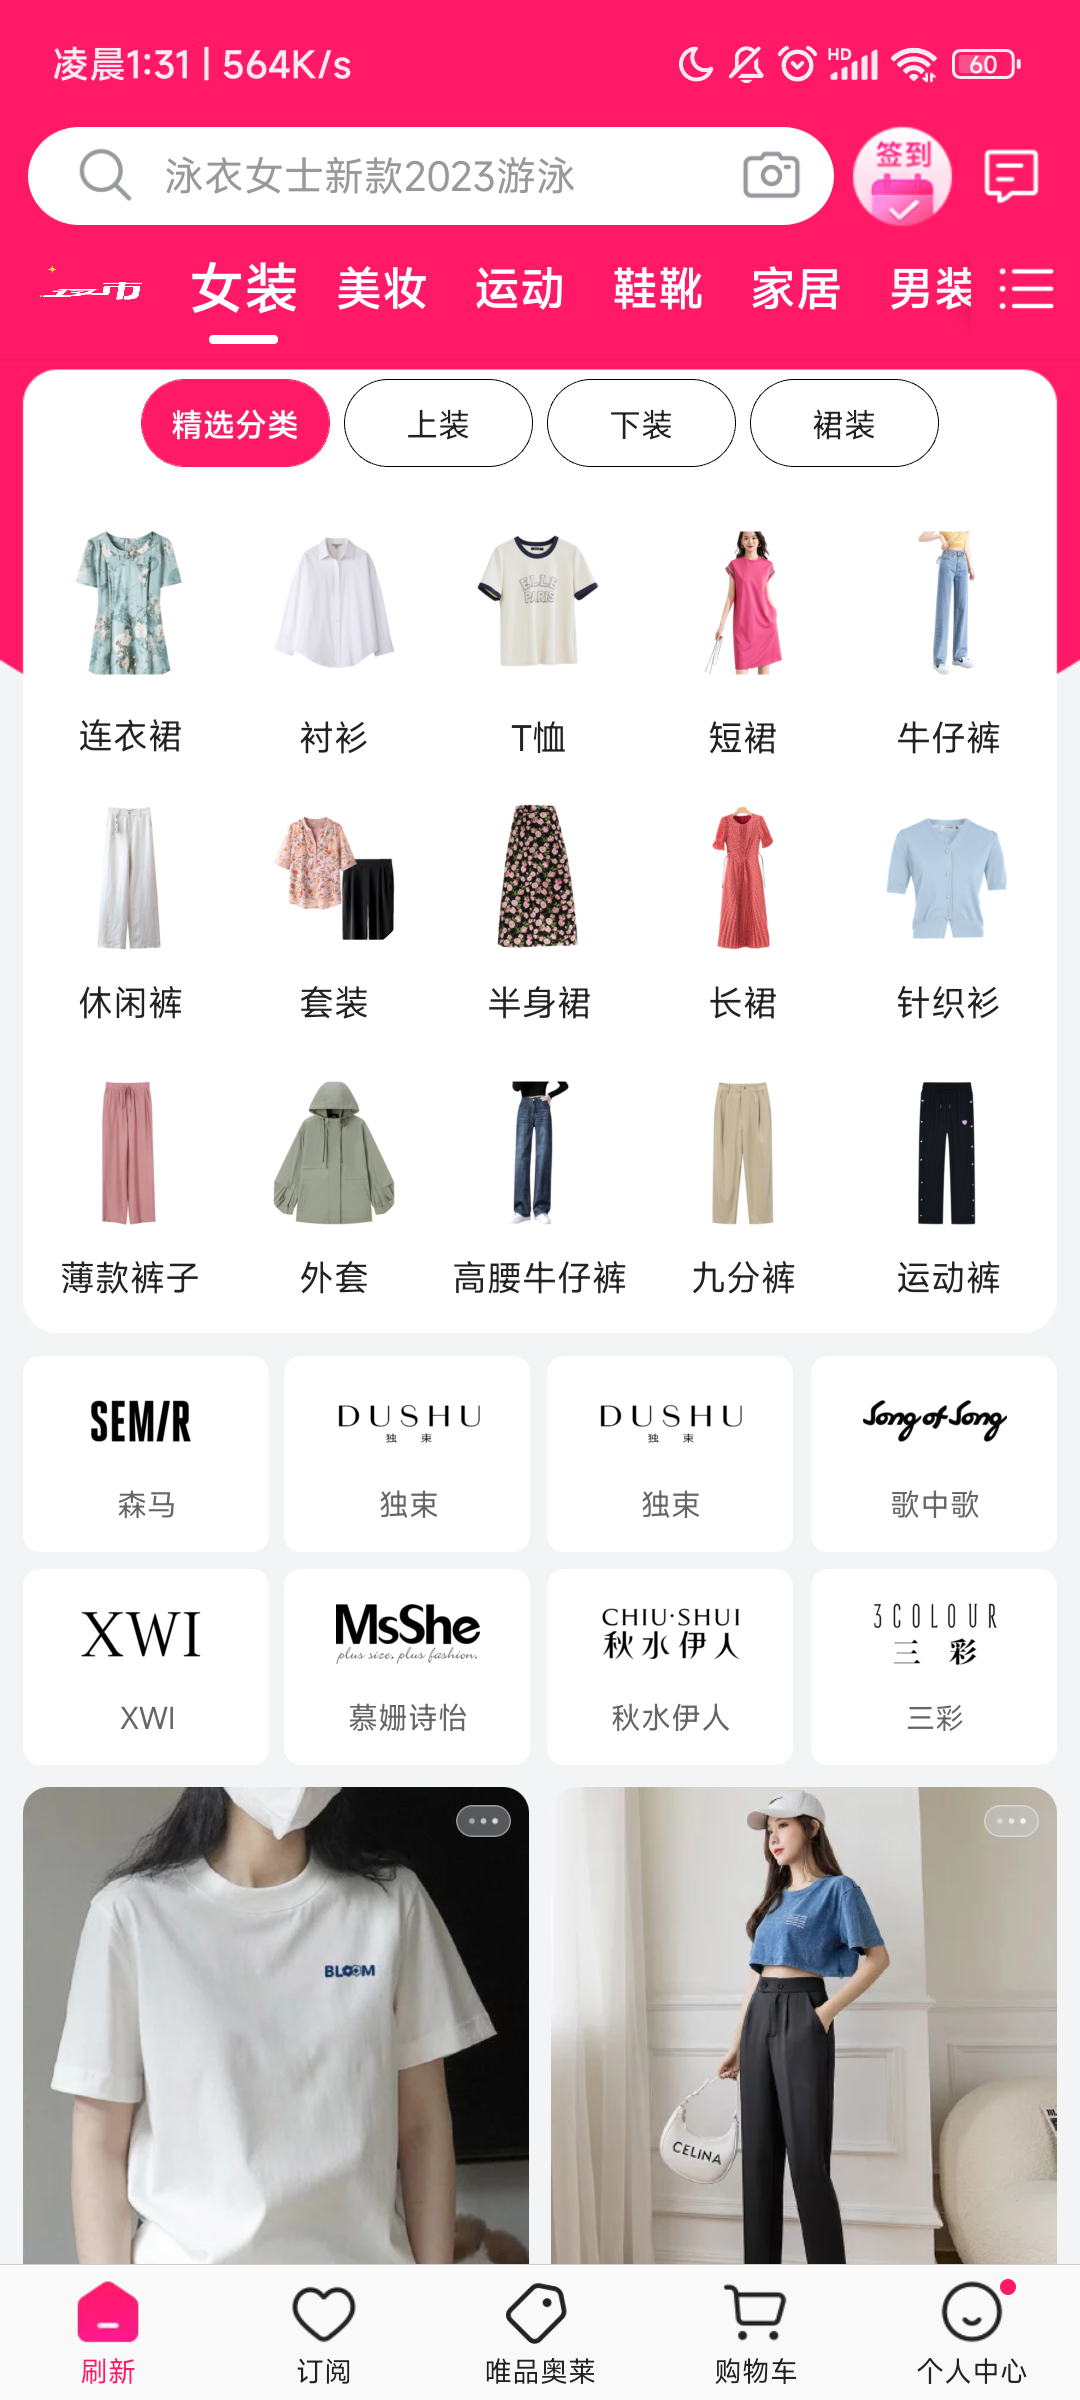 凌晨1:31 | 564K/s
HD
60
泳衣女士新款2023游泳
签到
女装
美妆
运动
鞋靴
家居
男装
精选分类
上装
下装
裙装
ELLE
PARIS
连衣裙
衬衫
T恤
短裙
牛仔裤
休闲裤
套装
半身裙
长裙
针织衫
薄款裤子
外套
高腰牛仔裤
九分裤
运动裤
SEMIR
DUSHU
独束
DUSHU
独束
Song of Song
森马
独束
独束
歌中歌
XWI
MsShe
plus size, plus fashion.
CHIU·SHUI
秋水伊人
3COLOUR
三彩
XWI
慕姗诗怡
秋水伊人
三彩
BLOOM
CELINA
刷新
订阅
唯品奥莱
购物车
个人中心